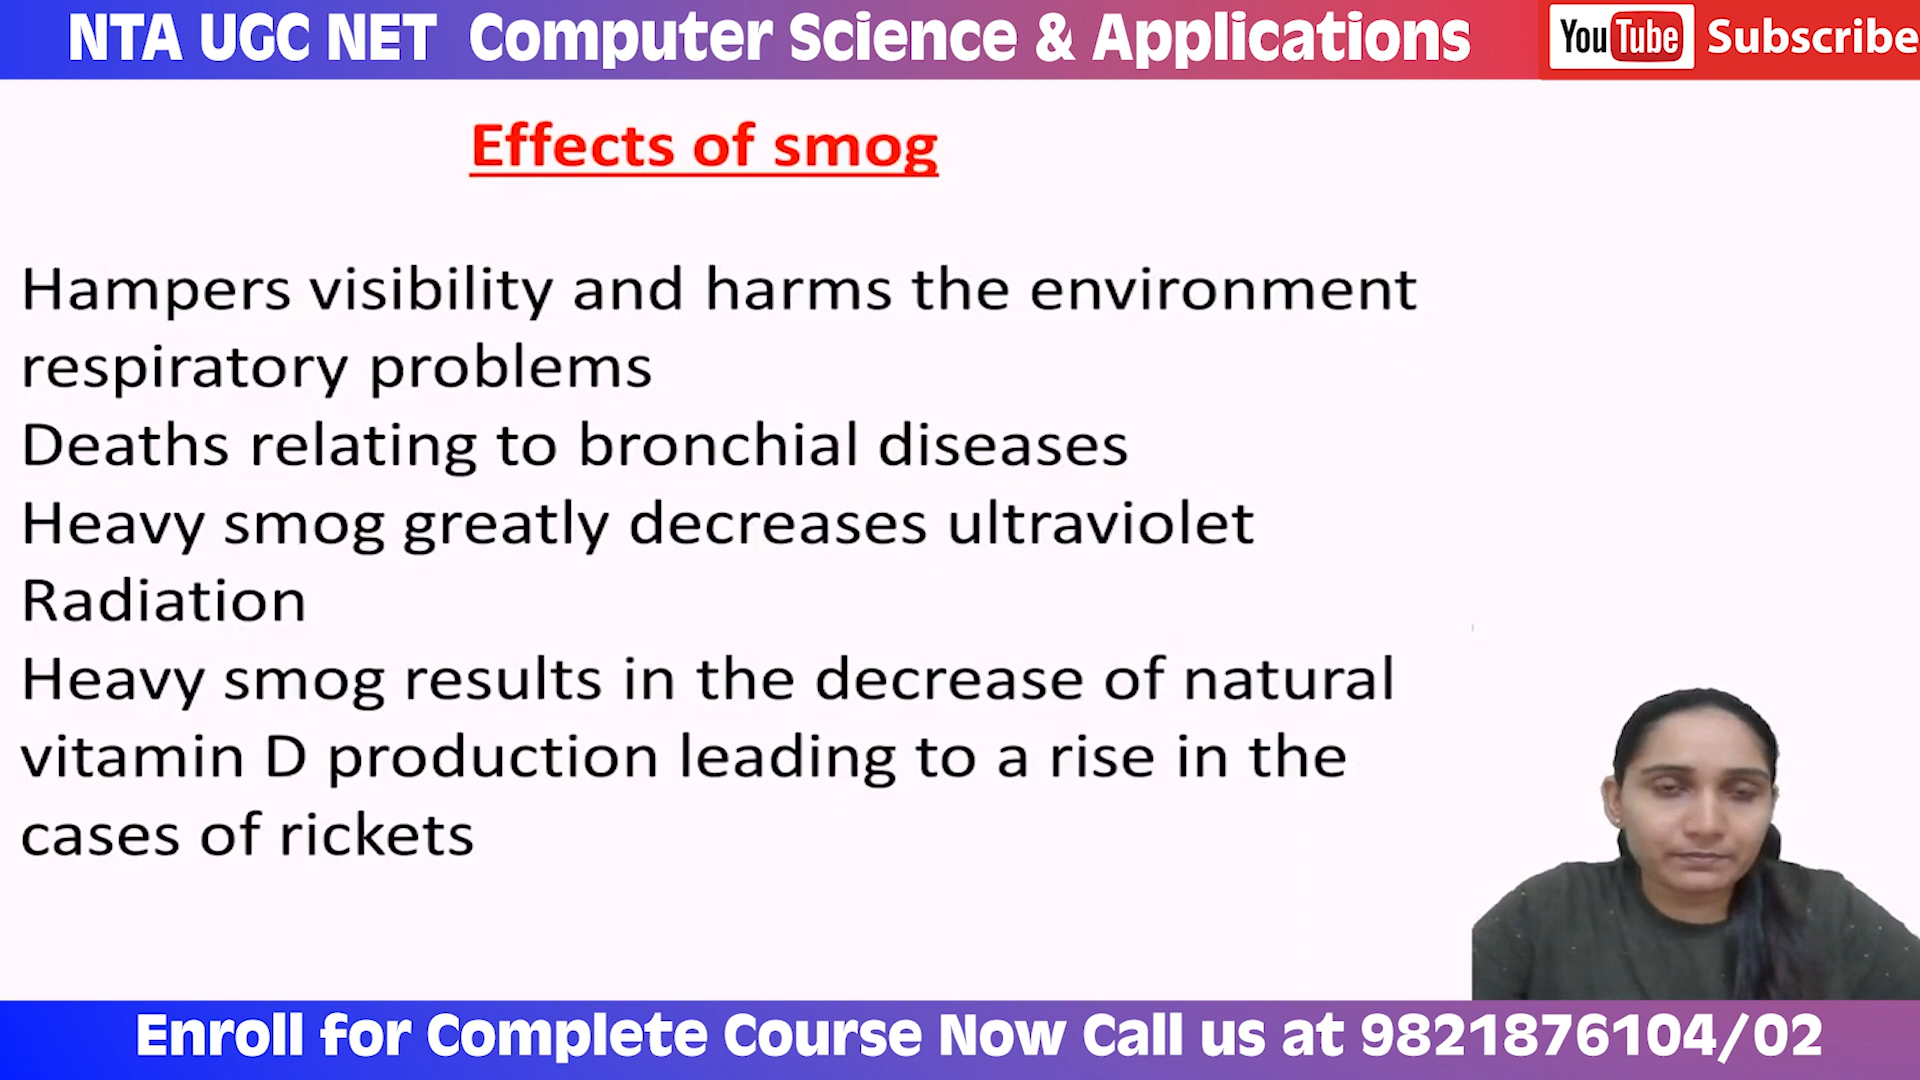 NTA UGC NET Computer Science & Applications
YouTube Subscribe
Effects of smog
Hampers visibility and harms the environment
respiratory problems
Deaths relating to bronchial diseases
Heavy smog greatly decreases ultraviolet
Radiation
Heavy smog results in the decrease of natural
vitamin D production leading to a rise in the
cases of rickets
Enroll for Complete Course Now Call us at 9821876104/02